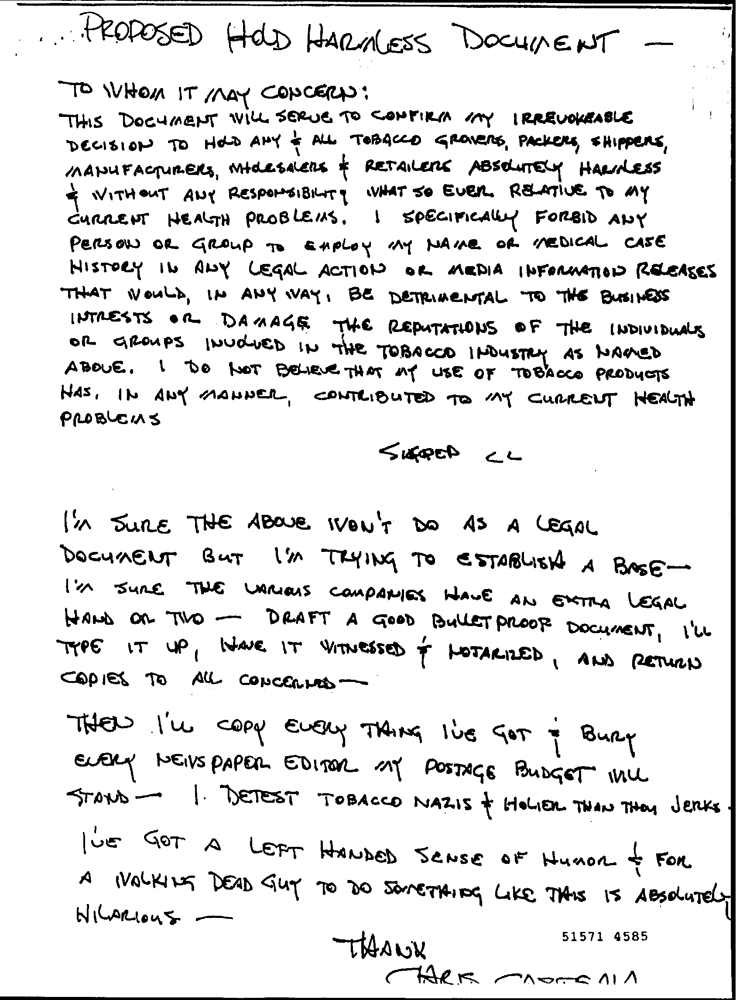 PROPOSED HOLD HARMLESS DOCUMENT —
TO WHOM IT MAY CONCERN:
THIS DOCUMENT WILL SERVE TO CONFIRM MY IRREVOKEABLE
DECISION TO HOLD ANY & ALL TOBACCO GROWERS, PACKERS, SHIPPERS,
MANUFACTURERS, WHOLESALERS & RETAILERS ABSOLUTELY HARMLESS
& WITHOUT ANY RESPONSIBILITY WHAT SO EVER RELATIVE TO MY
CURRENT HEALTH PROBLEMS. I SPECIFICALLY FORBID ANY
PERSON OR GROUP TO EMPLOY MY NAME OR MEDICAL CASE
HISTORY IN ANY LEGAL ACTION OR MEDIA INFORMATION RELEASES
THAT WOULD, IN ANY WAY, BE DETRIMENTAL TO THE BUSINESS
INTRESTS OR DAMAGE THE REPUTATIONS OF THE INDIVIDUALS
OR GROUPS INVOLVED IN THE TOBACCO INDUSTRY AS NAMED
ABOVE. I DO NOT BELIEVE THAT MY USE OF TOBACCO PRODUCTS
HAS, IN ANY MANNER, CONTRIBUTED TO MY CURRENT HEALTH
PROBLEMS
SIGNED CL
I'M SURE THE ABOVE WON'T DO AS A LEGAL
DOCUMENT BUT I'M TRYING TO ESTABLISH A BASE—
I'M SURE THE VARIOUS COMPANIES HAVE AN EXTRA LEGAL
HAND OR TWO — DRAFT A GOOD BULLETPROOF DOCUMENT, I'LL
TYPE IT UP, HAVE IT WITNESSED & NOTARIZED, AND RETURN
COPIES TO ALL CONCERNED—
THEN I'LL COPY EVERY THING I'VE GOT & BURY
EVERY NEWSPAPER EDITOR MY POSTAGE BUDGET WILL
STAND — I DETEST TOBACCO NAZIS & HOLIER THAN THOU JERKS.
I'VE GOT A LEFT HANDED SENSE OF HUMOR & FOR
A WALKING DEAD GUY TO DO SOMETHING LIKE THIS IS ABSOLUTELY
HILARIOUS —
51571 4585
THANK